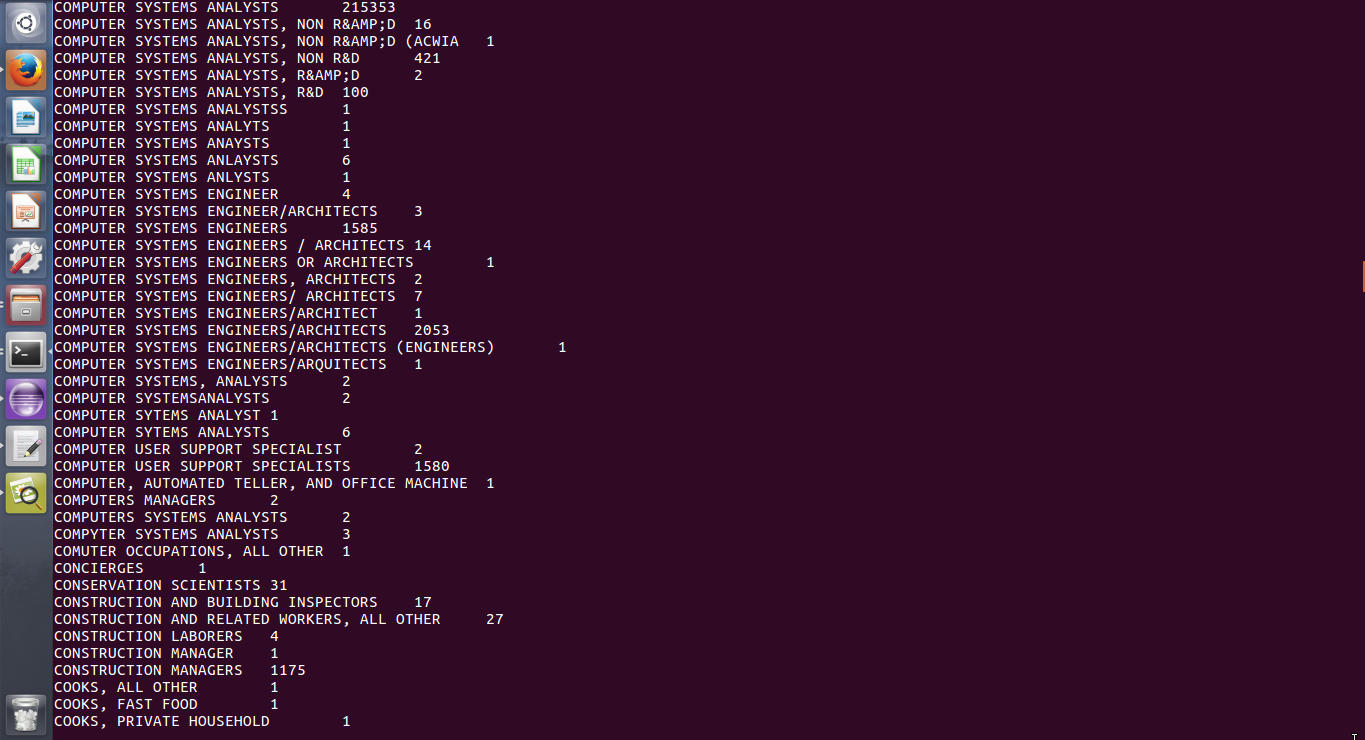 COMPUTER SYSTEMS ANALYSTS 215353
COMPUTER SYSTEMS ANALYSTS, NON R&AMP;D 16
COMPUTER SYSTEMS ANALYSTS, NON R&AMP;D (ACWIA 1
COMPUTER SYSTEMS ANALYSTS, NON R&D 421
COMPUTER SYSTEMS ANALYSTS, R&AMP;D 2
COMPUTER SYSTEMS ANALYSTS, R&D 100
COMPUTER SYSTEMS ANALYSTSS 1
COMPUTER SYSTEMS ANALYTS 1
COMPUTER SYSTEMS ANAYSTS 1
COMPUTER SYSTEMS ANLAYSTS 6
COMPUTER SYSTEMS ANLYSTS 1
COMPUTER SYSTEMS ENGINEER 4
COMPUTER SYSTEMS ENGINEER/ARCHITECTS 3
COMPUTER SYSTEMS ENGINEERS 1585
COMPUTER SYSTEMS ENGINEERS / ARCHITECTS 14
COMPUTER SYSTEMS ENGINEERS OR ARCHITECTS 1
COMPUTER SYSTEMS ENGINEERS, ARCHITECTS 2
COMPUTER SYSTEMS ENGINEERS/ ARCHITECTS 7
COMPUTER SYSTEMS ENGINEERS/ARCHITECT 1
COMPUTER SYSTEMS ENGINEERS/ARCHITECTS 2053
COMPUTER SYSTEMS ENGINEERS/ARCHITECTS (ENGINEERS) 1
COMPUTER SYSTEMS ENGINEERS/ARQUITECTS 1
COMPUTER SYSTEMS, ANALYSTS 2
COMPUTER SYSTEMSANALYSTS 2
COMPUTER SYTEMS ANALYST 1
COMPUTER SYTEMS ANALYSTS 6
COMPUTER USER SUPPORT SPECIALIST 2
COMPUTER USER SUPPORT SPECIALISTS 1580
COMPUTER, AUTOMATED TELLER, AND OFFICE MACHINE 1
COMPUTERS MANAGERS 2
COMPUTERS SYSTEMS ANALYSTS 2
COMPYTER SYSTEMS ANALYSTS 3
COMUTER OCCUPATIONS, ALL OTHER 1
CONCIERGES 1
CONSERVATION SCIENTISTS 31
CONSTRUCTION AND BUILDING INSPECTORS 17
CONSTRUCTION AND RELATED WORKERS, ALL OTHER 27
CONSTRUCTION LABORERS 4
CONSTRUCTION MANAGER 1
CONSTRUCTION MANAGERS 1175
COOKS, ALL OTHER 1
COOKS, FAST FOOD 1
COOKS, PRIVATE HOUSEHOLD 1